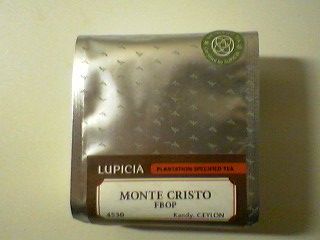 LUPICIA PLANTATION SPECIFIED TEA
MONTE CRISTO
FBOP
4530 Kandy, CEYLON